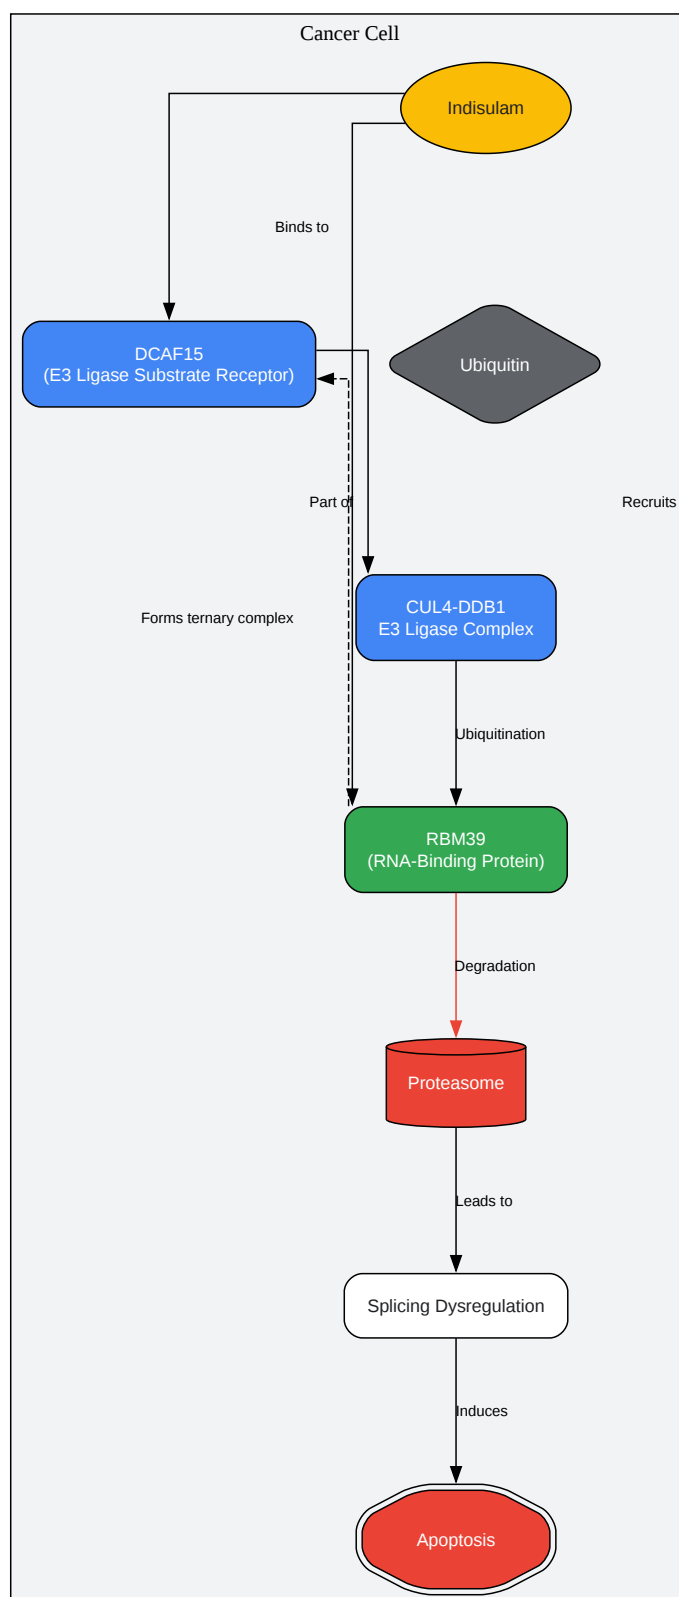 Cancer Cell
Indisulam
Binds to
DCAF15
(E3 Ligase Substrate Receptor)
Ubiquitin
Part of
Recruits
CUL4-DDB1
E3 Ligase Complex
Forms ternary complex
Ubiquitination
RBM39
(RNA-Binding Protein)
Degradation
Proteasome
Leads to
Splicing Dysregulation
Induces
Apoptosis